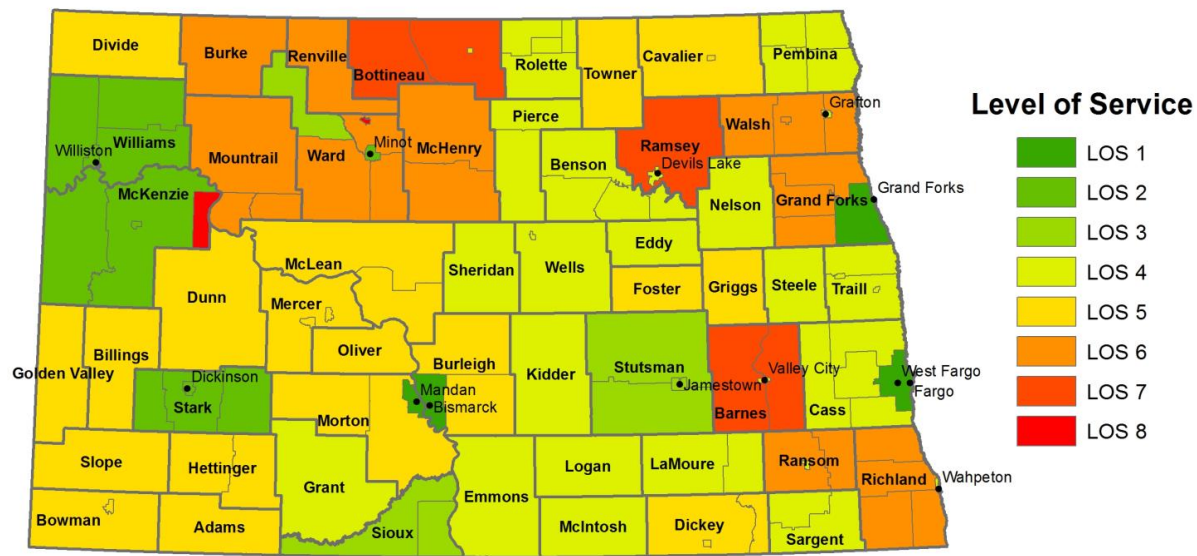 Divide
Burke
Renville
Bottineau
Rolette
Towner
Cavalier
Pembina
Williams
Williston
Mountrail
Ward
Minot
McHenry
Pierce
Benson
Ramsey
Devils Lake
Walsh
Grafton
McKenzie
Nelson
Grand Forks
Grand Forks
Dunn
McLean
Mercer
Sheridan
Wells
Eddy
Foster
Griggs
Steele
Traill
Golden Valley
Billings
Dickinson
Stark
Oliver
Morton
Mandan
Bismarck
Burleigh
Kidder
Stutsman
Jamestown
Valley City
Barnes
Cass
West Fargo
Fargo
Slope
Hettinger
Grant
Emmons
Logan
LaMoure
Ransom
Richland
Wahpeton
Bowman
Adams
Sioux
McIntosh
Dickey
Sargent
Level of Service
LOS 1
LOS 2
LOS 3
LOS 4
LOS 5
LOS 6
LOS 7
LOS 8